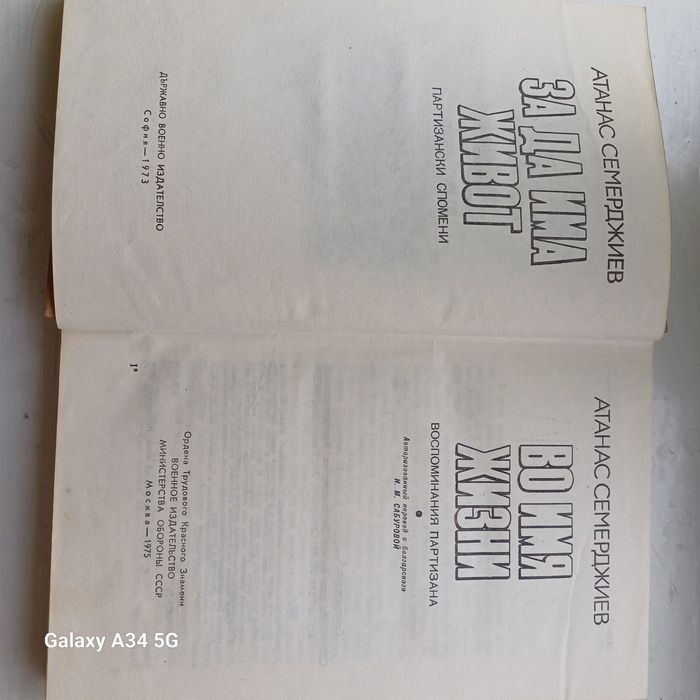 АТАНАС СЕМЕРДЖИЕВ
ЗА ДА ИМА
ЖИВОТ
ПАРТИЗАНСКИ СПОМЕНИ
ДЪРЖАВНО ВОЕННО ИЗДАТЕЛСТВО
София—1973
АТАНАС СЕМЕРДЖИЕВ
ВО ИМЯ
ЖИЗНИ
ВОСПОМИНАНИЯ ПАРТИЗАНА
Авторизованный перевод с болгарского
И. М. САБУРОВОЙ
Ордена Трудового Красного Знамени
ВОЕННОЕ ИЗДАТЕЛЬСТВО
МИНИСТЕРСТВА ОБОРОНЫ СССР
Москва—1975
1*
Galaxy A34 5G